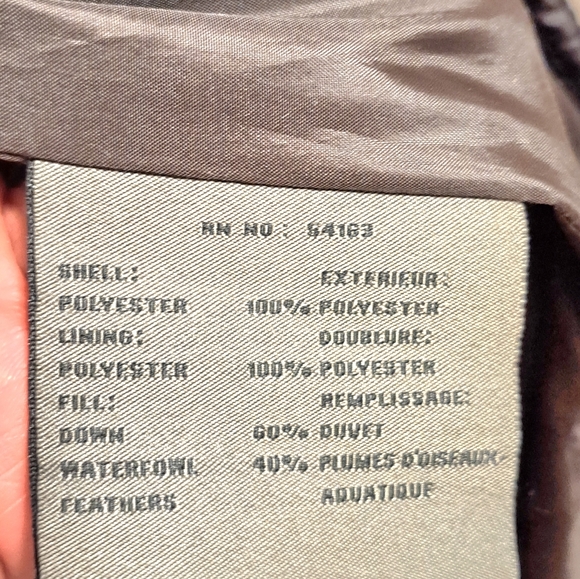 RN NO: 54163
SHELL: EXTERIEUR:
POLYESTER 100% POLYESTER
LINING: DOUBLURE:
POLYESTER 100% POLYESTER
FILL: REMPLISSAGE:
DOWN 60% DUVET
WATERFOWL 40% PLUMES D'OISEAUX-
FEATHERS AQUATIQUE